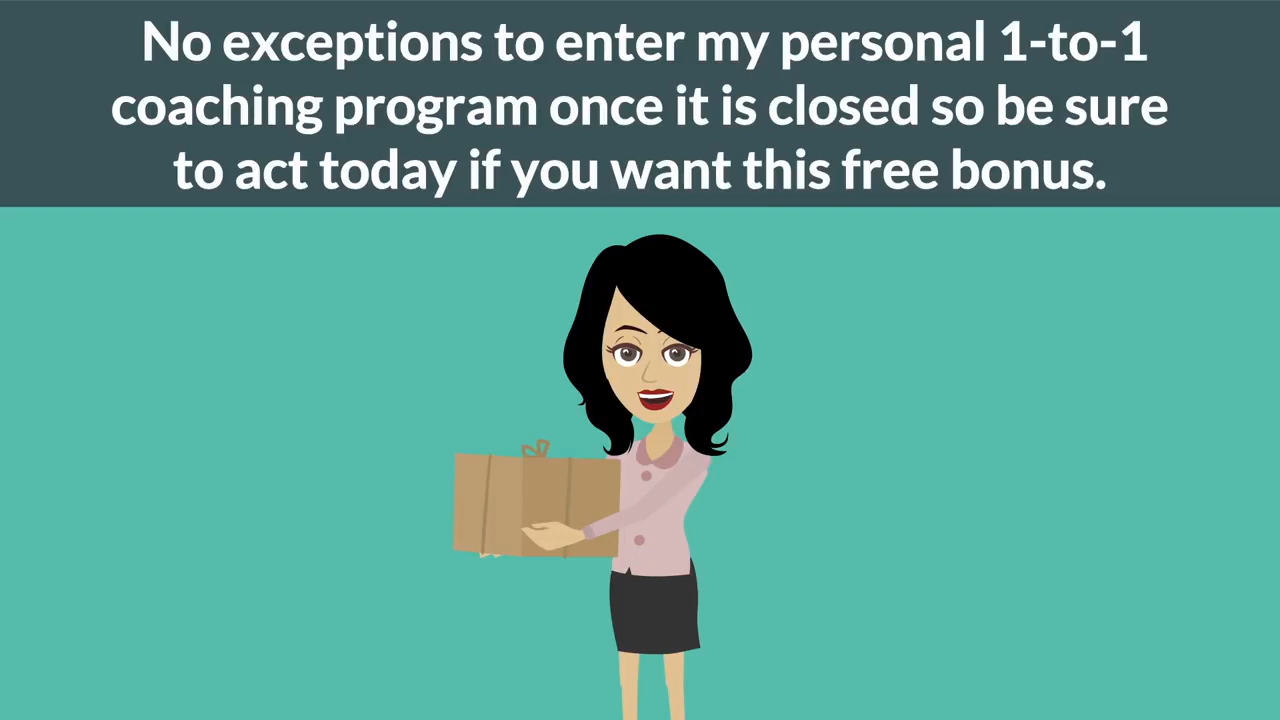 No exceptions to enter my personal 1-to-1
coaching program once it is closed so be sure
to act today if you want this free bonus.